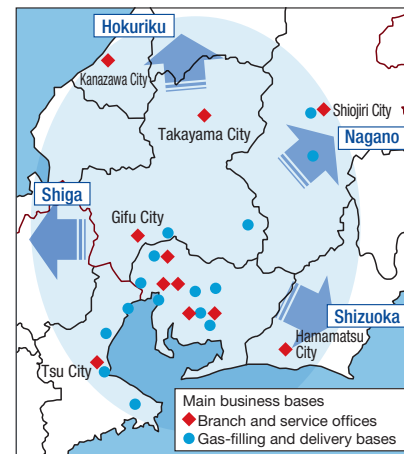 Hokuriku
Kanazawa City
Takayama City
Shiojiri City
Nagano
Shiga
Gifu City
Shizuoka
Hamamatsu
City
Tsu City
Main business bases
Branch and service offices
Gas-filling and delivery bases